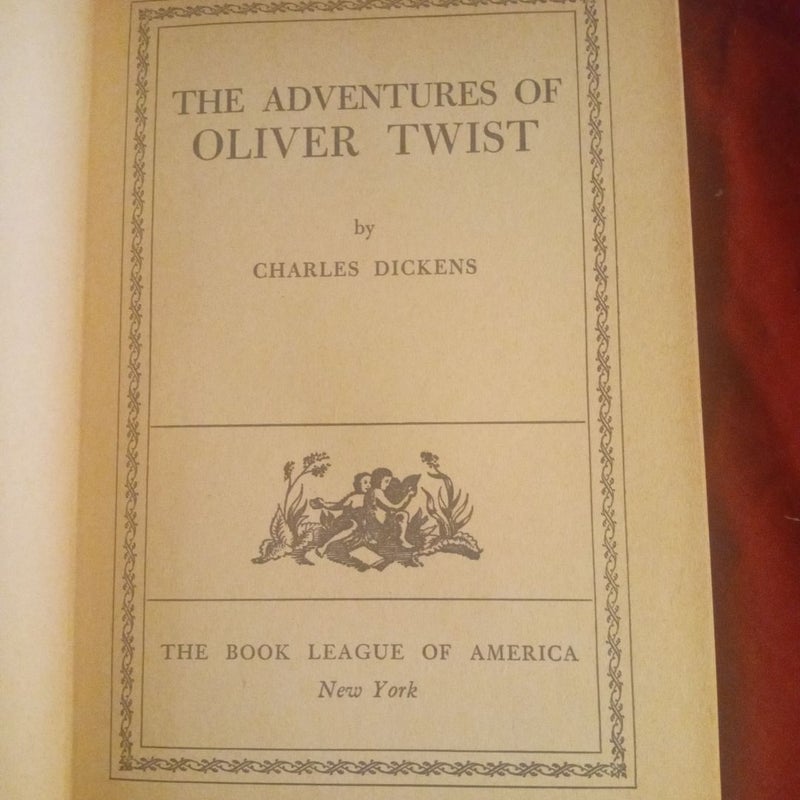 THE ADVENTURES OF
OLIVER TWIST
by
CHARLES DICKENS
THE BOOK LEAGUE OF AMERICA
New York